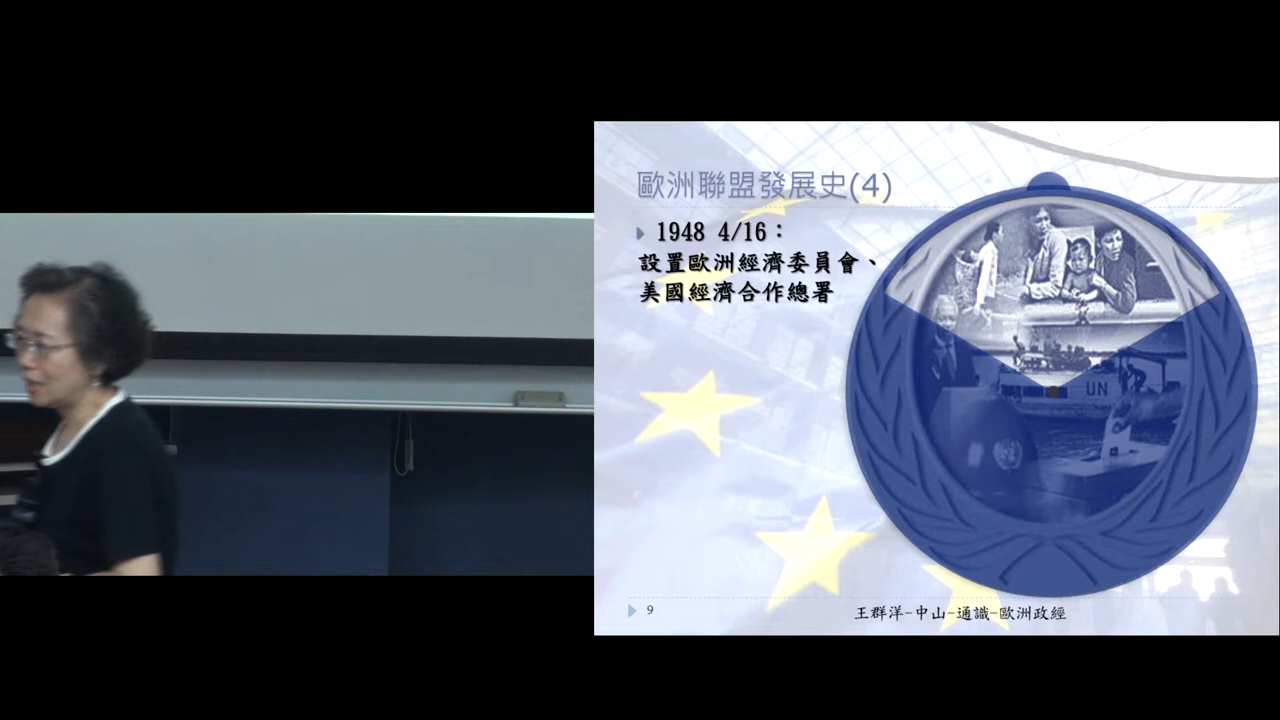 歐洲聯盟發展史(4)
1948 4/16：
設置歐洲經濟委員會、
美國經濟合作總署
UN
9
王群洋-中山-通識-歐洲政經